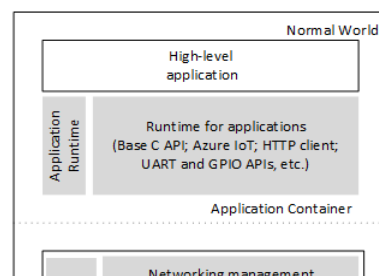 Normal World
High-level
application
Application
Runtime
Runtime for applications
(Base C API; Azure IoT; HTTP client;
UART and GPIO APIs, etc.)
Application Container
Networking management